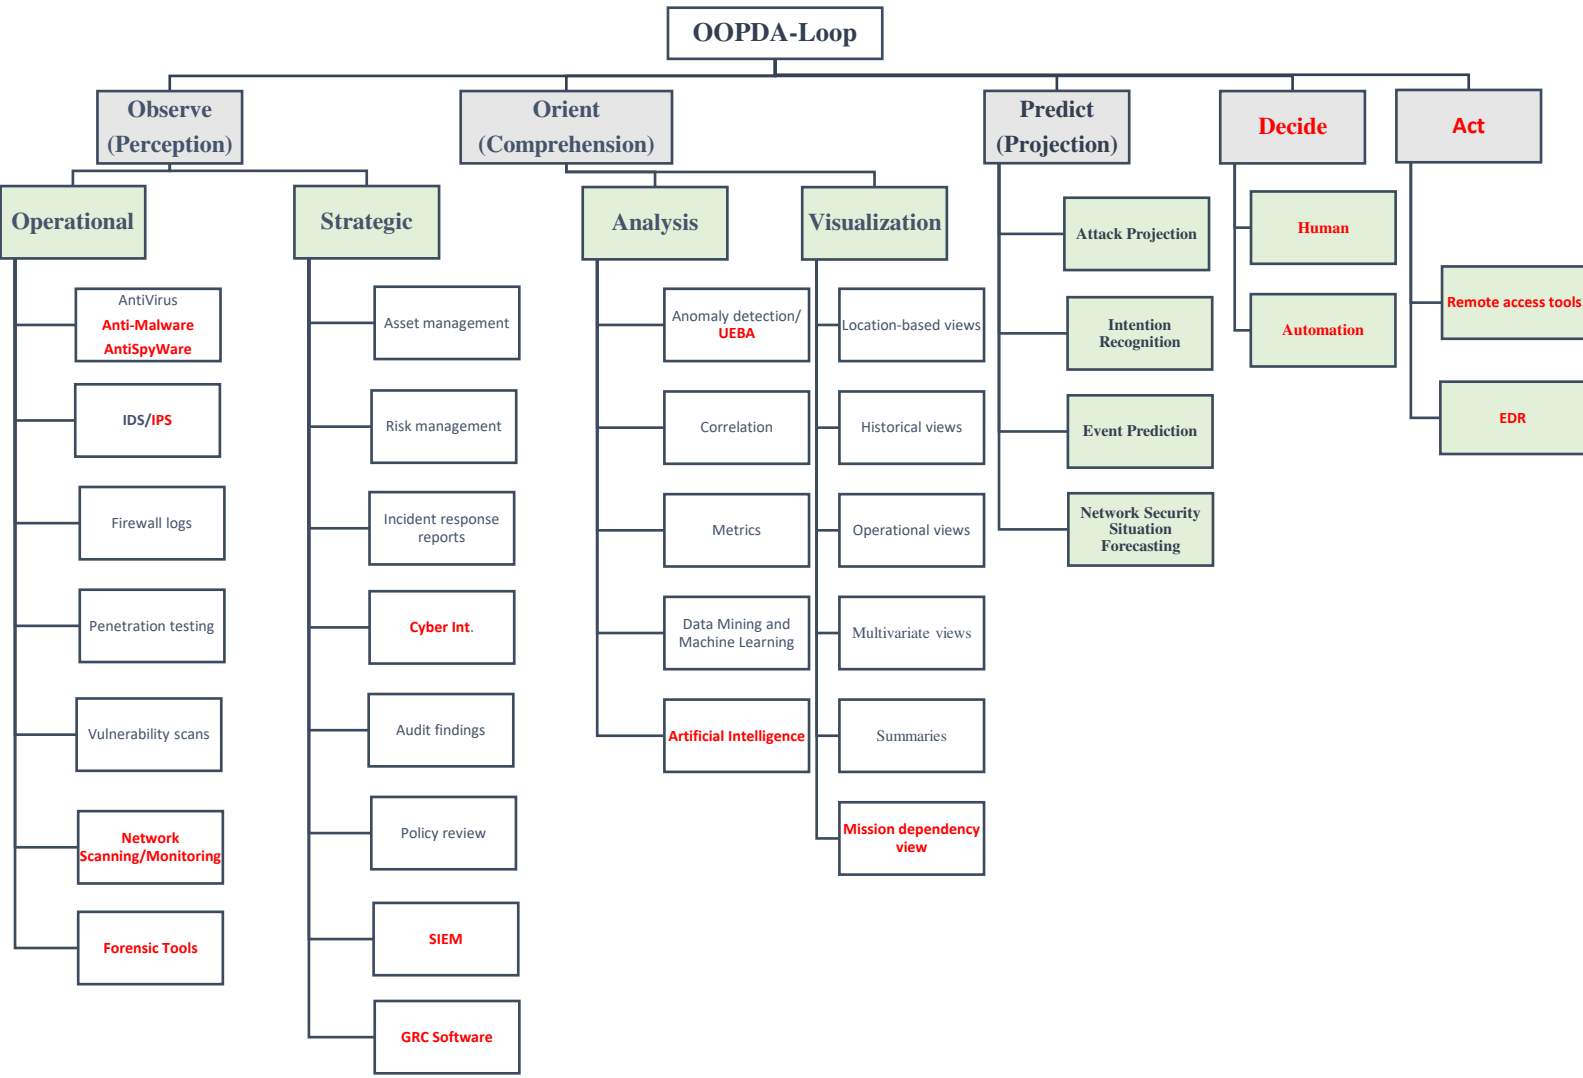 OOPDA-Loop
Observe
(Perception)
Orient
(Comprehension)
Predict
(Projection)
Decide
Act
Operational
Strategic
Analysis
Visualization
AntiVirus
Anti-Malware
AntiSpyWare
IDS/IPS
Firewall logs
Penetration testing
Vulnerability scans
Network
Scanning/Monitoring
Forensic Tools
Asset management
Risk management
Incident response
reports
Cyber Int.
Audit findings
Policy review
SIEM
GRC Software
Anomaly detection/
UEBA
Correlation
Metrics
Data Mining and
Machine Learning
Artificial Intelligence
Location-based views
Historical views
Operational views
Multivariate views
Summaries
Mission dependency
view
Attack Projection
Intention
Recognition
Event Prediction
Network Security
Situation
Forecasting
Human
Automation
Remote access tools
EDR